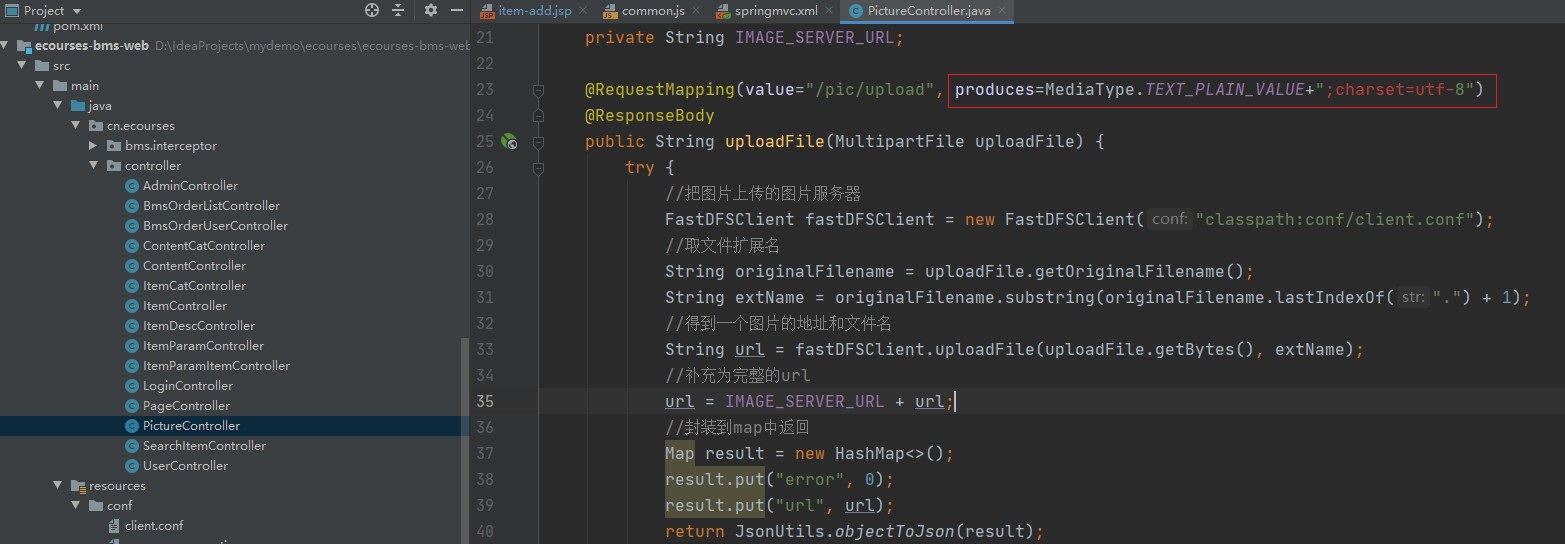 Project
item-add.jsp
common.js
springmvc.xml
PictureController.java
pom.xml
ecourses-bms-web D:\IdeaProjects\mydemo\ecourses\ecourses-bms-web
src
main
java
cn.ecourses
bms.interceptor
controller
AdminController
BmsOrderListController
BmsOrderUserController
ContentCatController
ContentController
ItemCatController
ItemController
ItemDescController
ItemParamController
ItemParamItemController
LoginController
PageController
PictureController
SearchItemController
UserController
resources
conf
client.conf
21 private String IMAGE_SERVER_URL;
22
23 @RequestMapping(value="/pic/upload", produces=MediaType.TEXT_PLAIN_VALUE+";charset=utf-8")
24 @ResponseBody
25 public String uploadFile(MultipartFile uploadFile) {
26 try {
27 //把图片上传的图片服务器
28 FastDFSClient fastDFSClient = new FastDFSClient( conf: "classpath:conf/client.conf");
29 //取文件扩展名
30 String originalFilename = uploadFile.getOriginalFilename();
31 String extName = originalFilename.substring(originalFilename.lastIndexOf( str: ".") + 1);
32 //得到一个图片的地址和文件名
33 String url = fastDFSClient.uploadFile(uploadFile.getBytes(), extName);
34 //补充为完整的url
35 url = IMAGE_SERVER_URL + url;
36 //封装到map中返回
37 Map result = new HashMap<>();
38 result.put("error", 0);
39 result.put("url", url);
40 return JsonUtils.objectToJson(result);